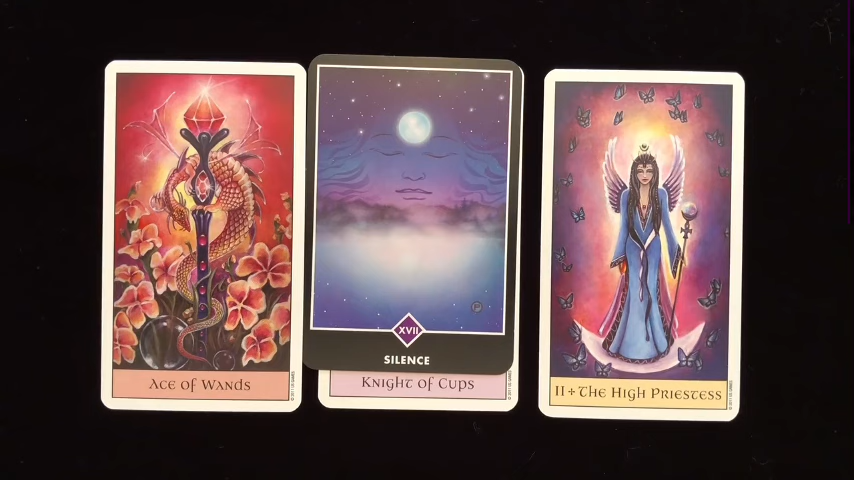 Ace of Wands
XVII
SILENCE
Knight of Cups
II + The High Priestess